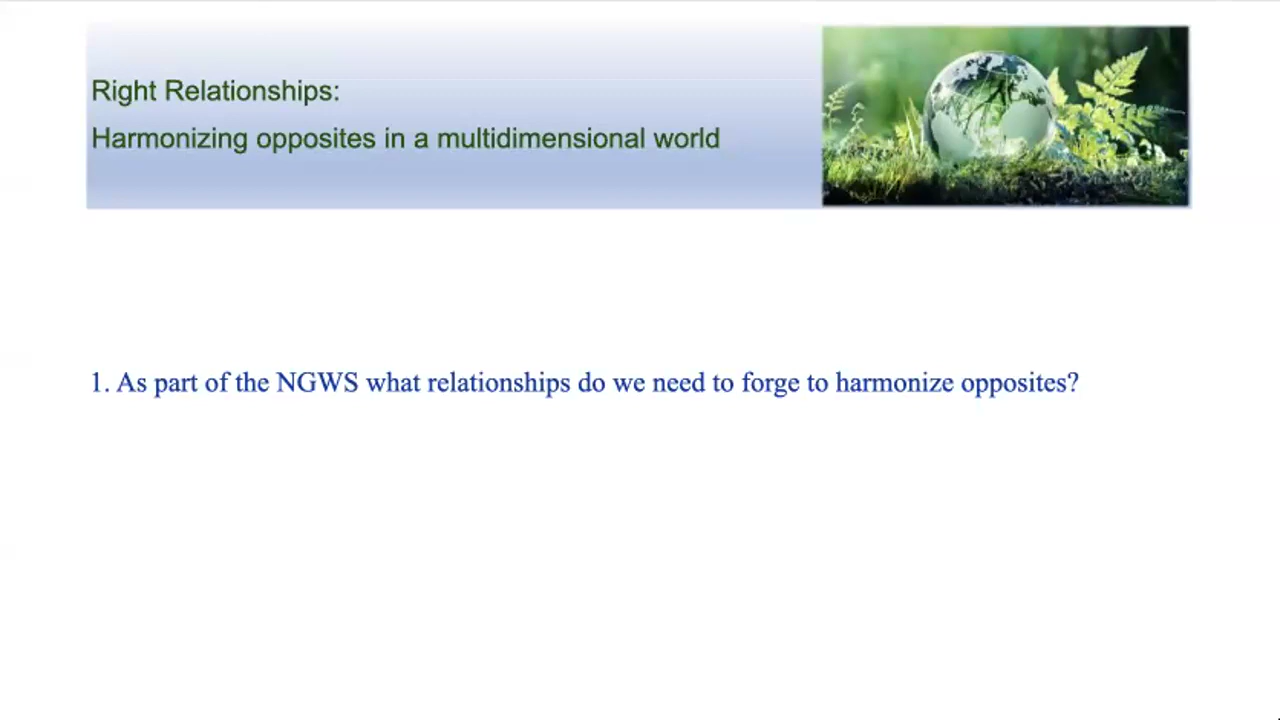 Right Relationships:
Harmonizing opposites in a multidimensional world
1. As part of the NGWS what relationships do we need to forge to harmonize opposites?